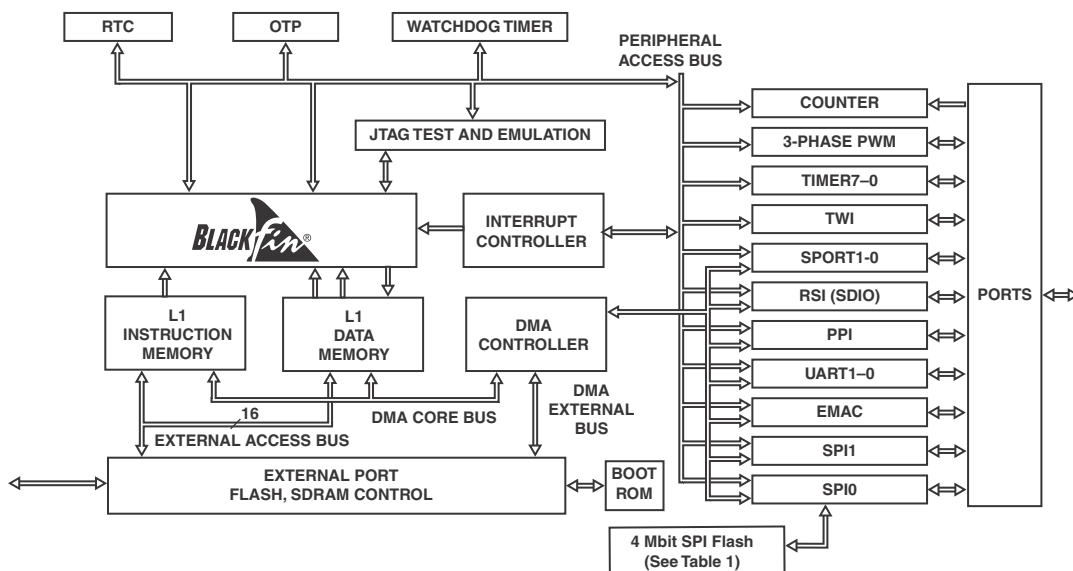 RTC
OTP
WATCHDOG TIMER
PERIPHERAL
ACCESS BUS
COUNTER
JTAG TEST AND EMULATION
3-PHASE PWM
TIMER7–0
BLACKfin®
INTERRUPT
CONTROLLER
TWI
SPORT1-0
RSI (SDIO)
PORTS
L1
INSTRUCTION
MEMORY
L1
DATA
MEMORY
DMA
CONTROLLER
PPI
UART1–0
16
DMA CORE BUS
EXTERNAL ACCESS BUS
DMA
EXTERNAL
BUS
EMAC
SPI1
EXTERNAL PORT
FLASH, SDRAM CONTROL
BOOT
ROM
SPI0
4 Mbit SPI Flash
(See Table 1)